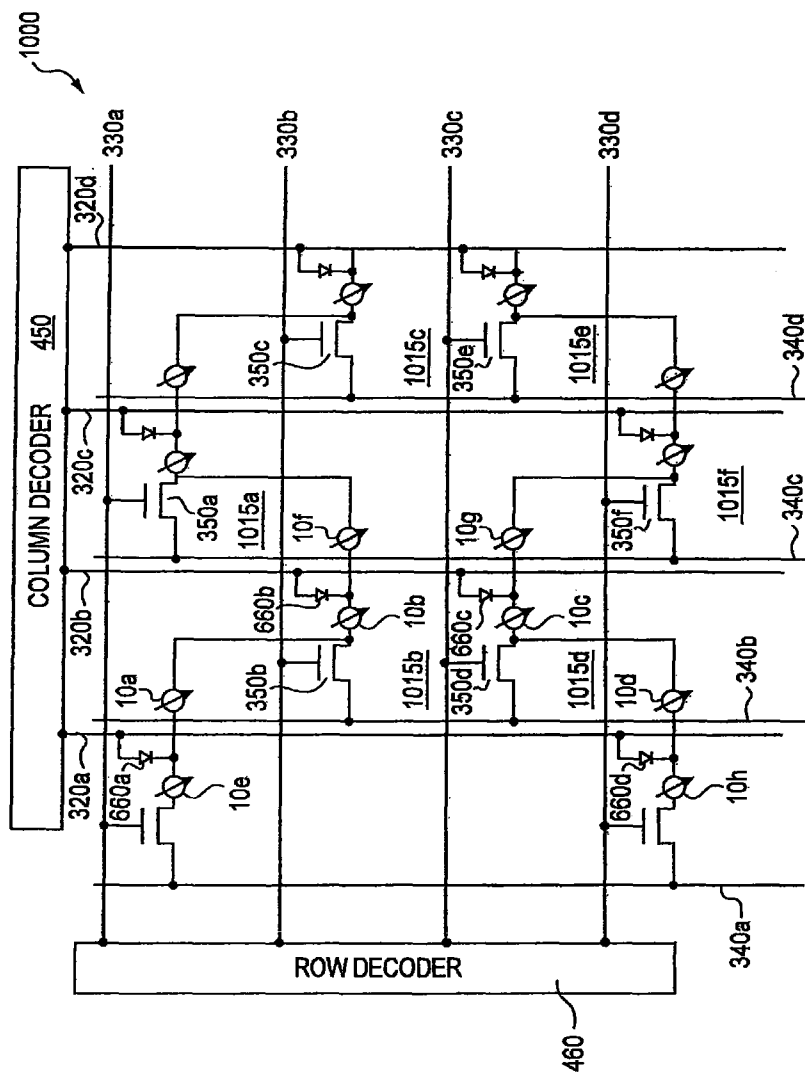 1000
COLUMN DECODER
450
320a
320b
320c
320d
330a
330b
330c
330d
10a
660a
10e
350a
1015a
10f
660b
10b
350b
1015b
350c
1015c
10g
660c
10c
350d
1015d
350e
1015e
10d
660d
10h
350f
1015f
340a
340b
340c
340d
ROW DECODER
460